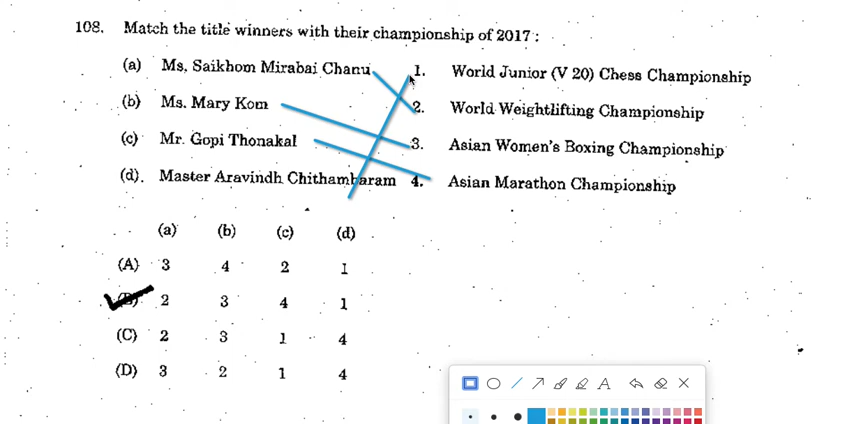 108. Match the title winners with their championship of 2017 :
(a) Ms, Saikhom Mirabai Chanu 1. World Junior (V 20) Chess Championship
(b) Ms. Mary Kom 2. World Weightlifting Championship
(c) Mr. Gopi Thonakal 3. Asian Women's Boxing Championship
(d). Master Aravindh Chithambaram 4. Asian Marathon Championship
(a) (b) (c) (d)
(A) 3 4 2 1
(B) 2 3 4 1
(C) 2 3 1 4
(D) 3 2 1 4
A